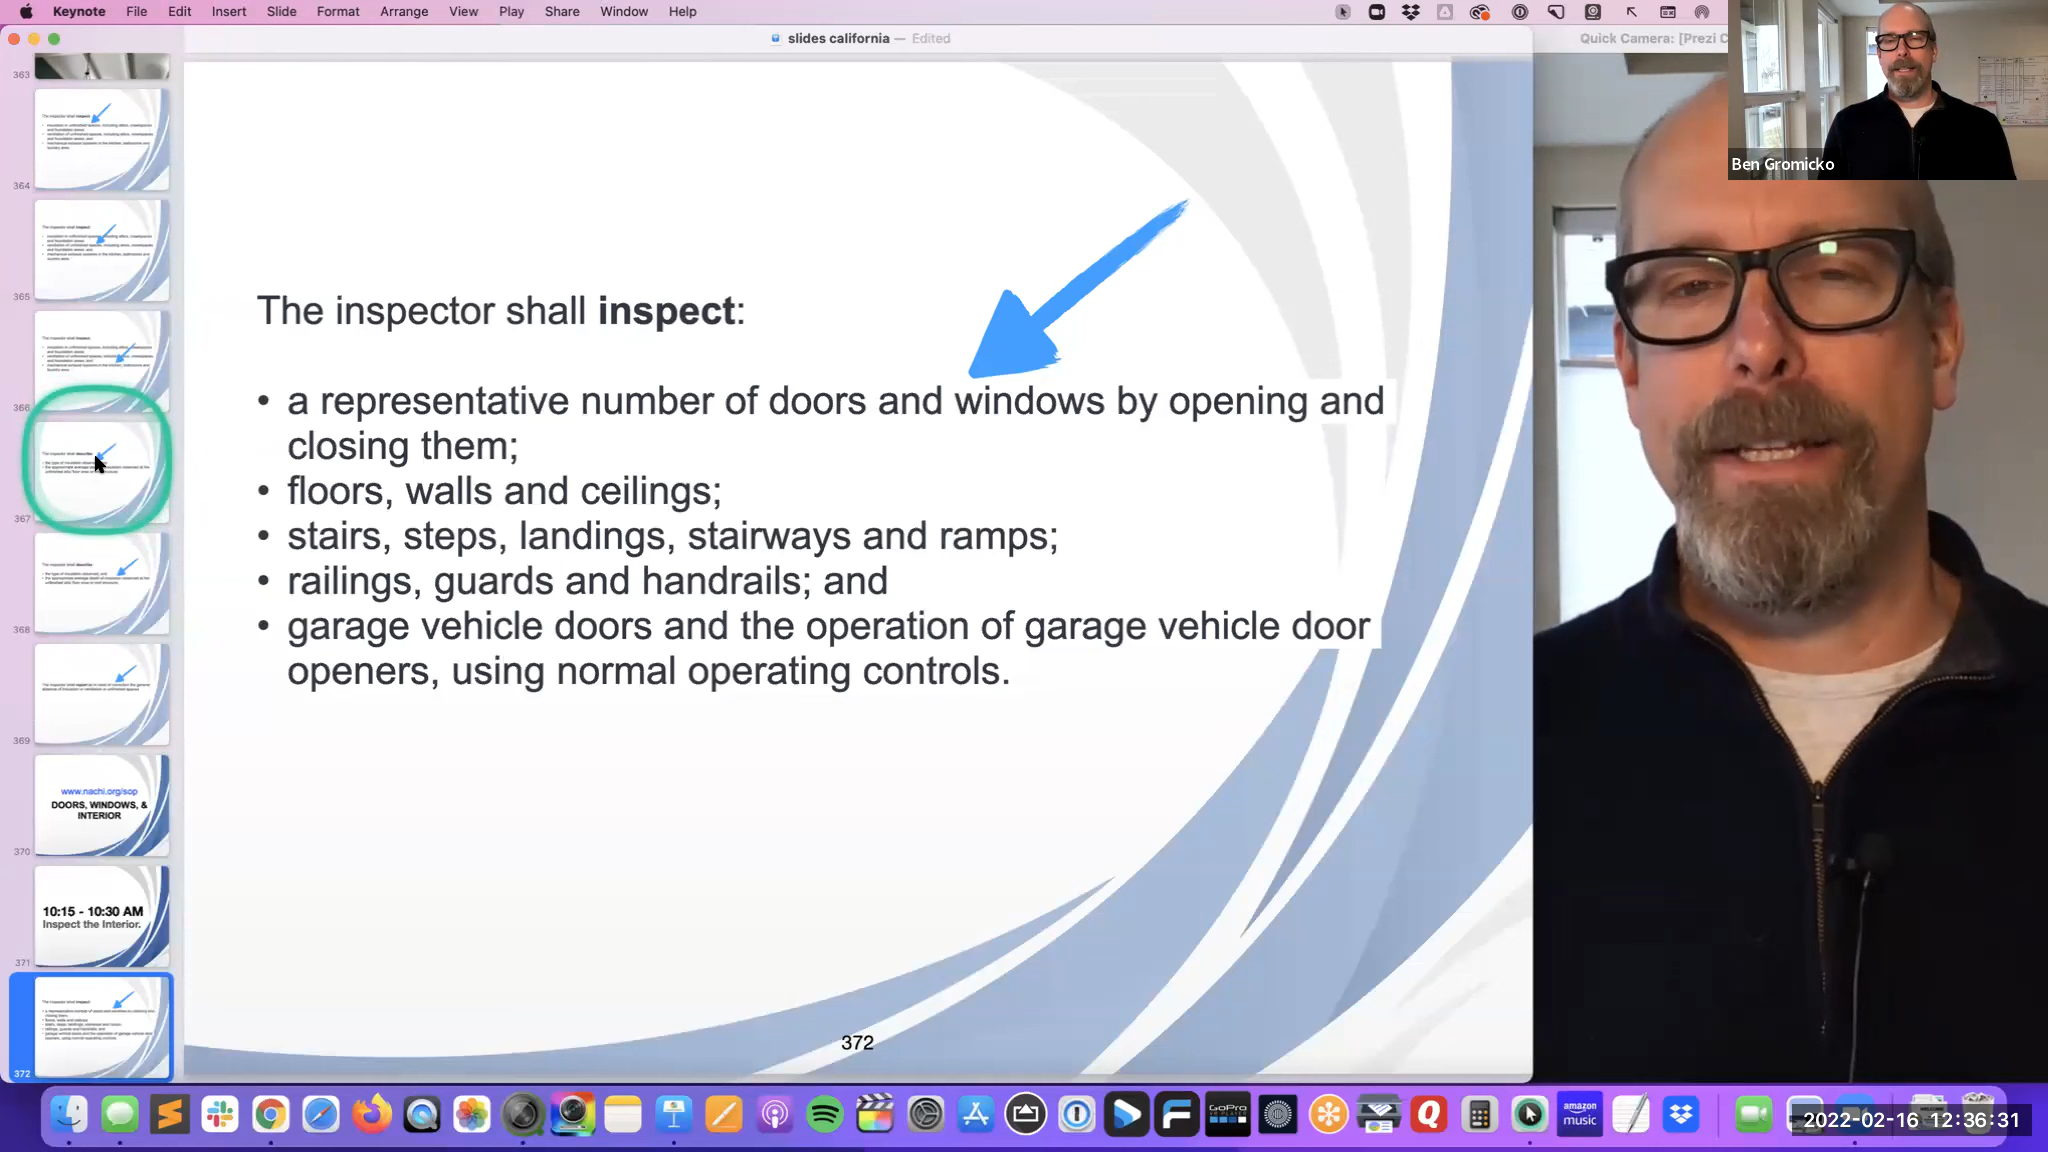 Keynote File Edit Insert Slide Format Arrange View Play Share Window Help
slides california — Edited
Quick Camera: [Prezi C
Ben Gromicko
363
364
365
366
367
368
369
www.nachi.org/sop
DOORS, WINDOWS, &
INTERIOR
370
10:15 - 10:30 AM
Inspect the Interior.
371
372
The inspector shall inspect:
• a representative number of doors and windows by opening and
closing them;
• floors, walls and ceilings;
• stairs, steps, landings, stairways and ramps;
• railings, guards and handrails; and
• garage vehicle doors and the operation of garage vehicle door
openers, using normal operating controls.
372
GoPro
amazon
music
2022-02-16 12:36:31